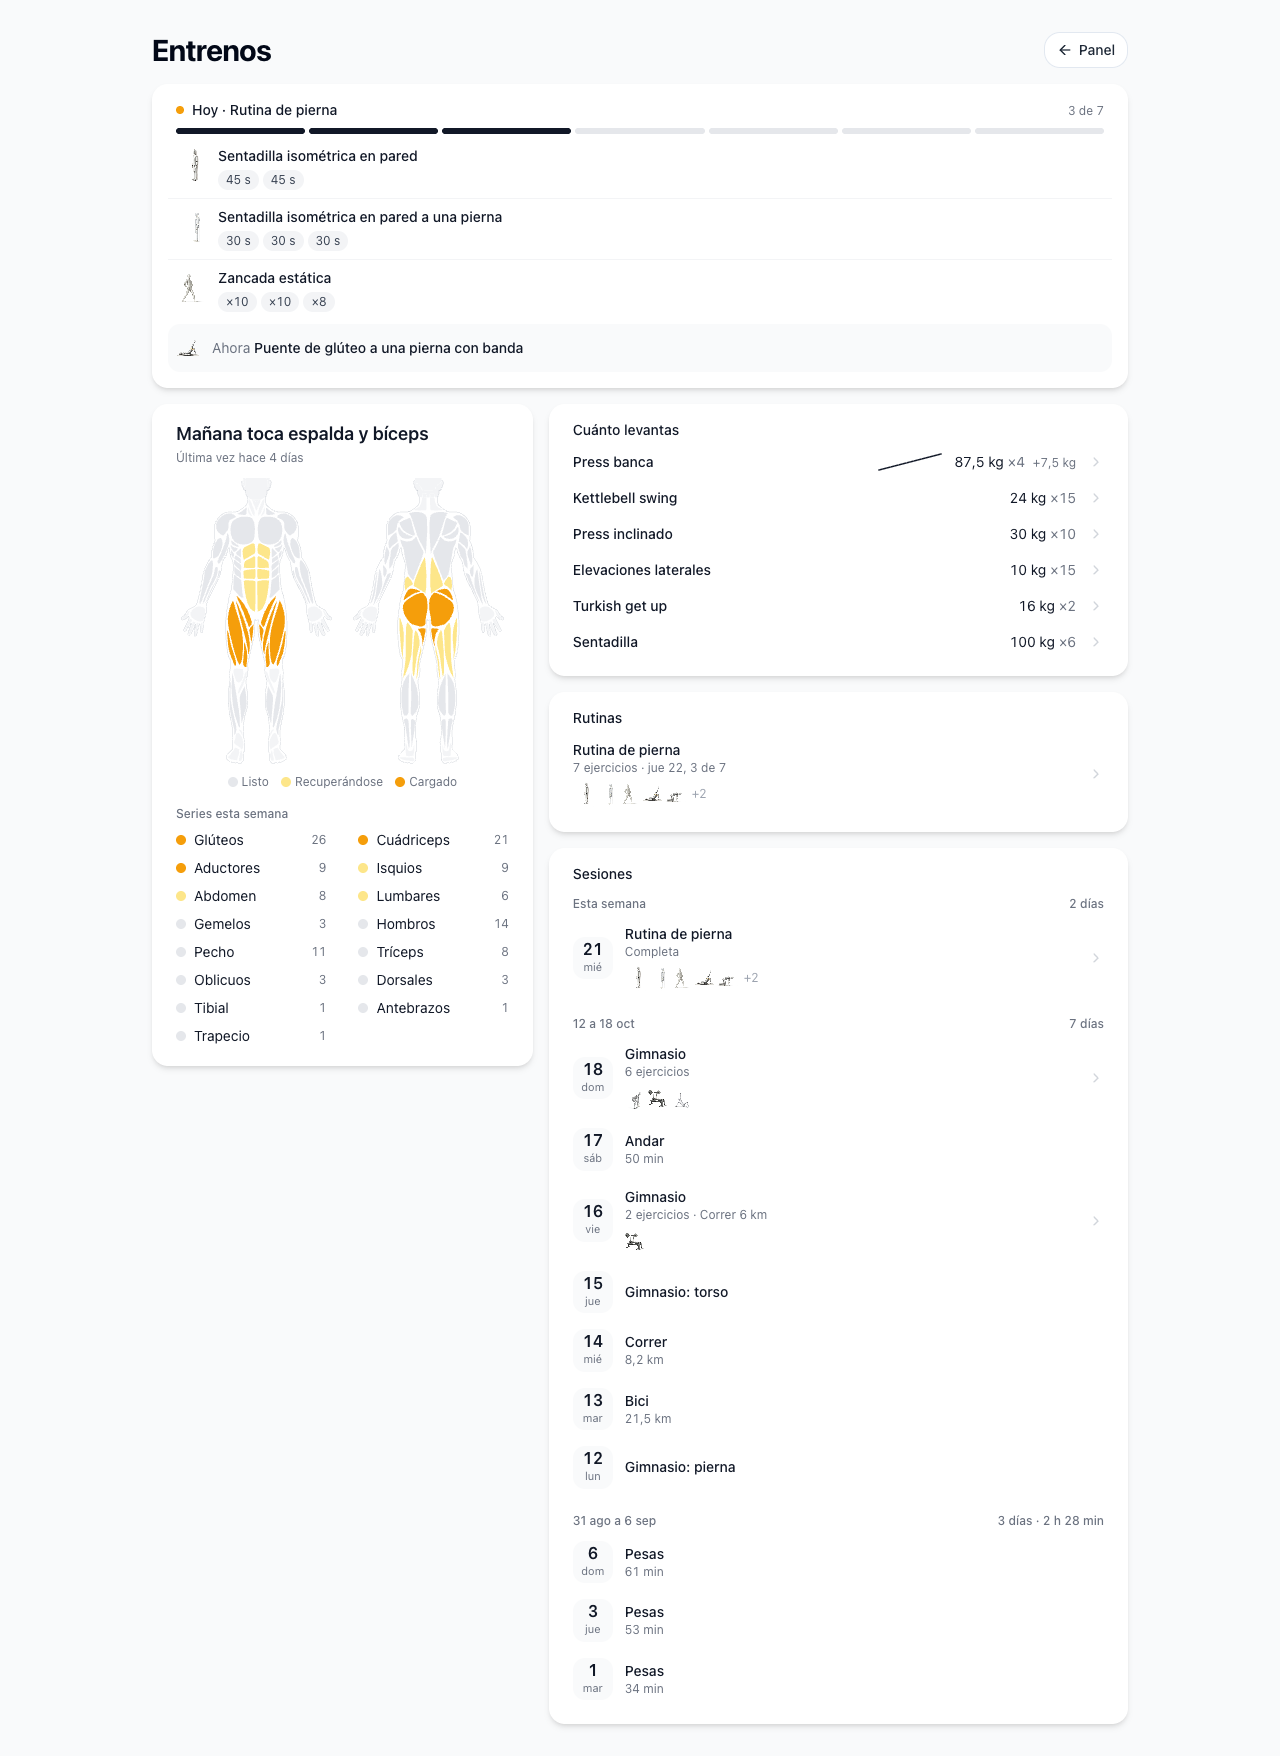 Entrenos
Panel
Hoy · Rutina de pierna
3 de 7
Sentadilla isométrica en pared
45 s 45 s
Sentadilla isométrica en pared a una pierna
30 s 30 s 30 s
Zancada estática
×10 ×10 ×8
Ahora Puente de glúteo a una pierna con banda
Mañana toca espalda y bíceps
Última vez hace 4 días
Listo Recuperándose Cargado
Series esta semana
Glúteos 26
Cuádriceps 21
Aductores 9
Isquios 9
Abdomen 8
Lumbares 6
Gemelos 3
Hombros 14
Pecho 11
Tríceps 8
Oblicuos 3
Dorsales 3
Tibial 1
Antebrazos 1
Trapecio 1
Cuánto levantas
Press banca 87,5 kg ×4 +7,5 kg
Kettlebell swing 24 kg ×15
Press inclinado 30 kg ×10
Elevaciones laterales 10 kg ×15
Turkish get up 16 kg ×2
Sentadilla 100 kg ×6
Rutinas
Rutina de pierna
7 ejercicios · jue 22, 3 de 7
+2
Sesiones
Esta semana 2 días
21 mié
Rutina de pierna
Completa
+2
12 a 18 oct 7 días
18 dom
Gimnasio
6 ejercicios
17 sáb
Andar
50 min
16 vie
Gimnasio
2 ejercicios · Correr 6 km
15 jue
Gimnasio: torso
14 mié
Correr
8,2 km
13 mar
Bici
21,5 km
12 lun
Gimnasio: pierna
31 ago a 6 sep 3 días · 2 h 28 min
6 dom
Pesas
61 min
3 jue
Pesas
53 min
1 mar
Pesas
34 min